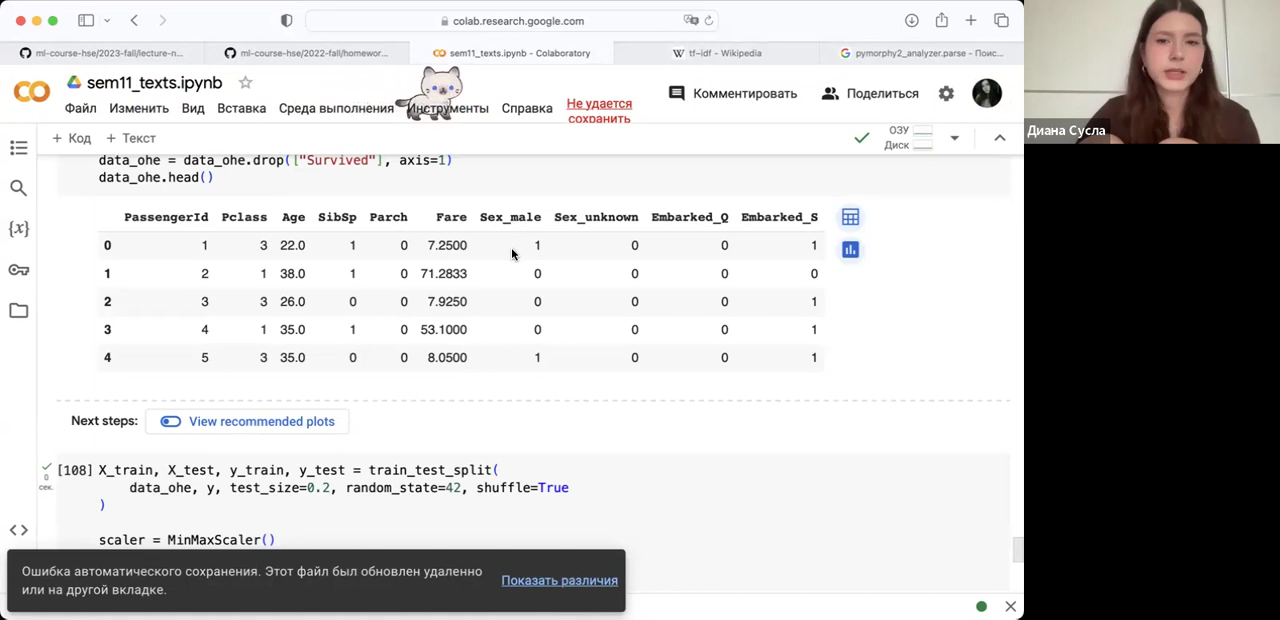 colab.research.google.com
ml-course-hse/2023-fall/lecture-n...
ml-course-hse/2022-fall/homewor...
sem11_texts.ipynb - Colaboratory
tf-idf – Wikipedia
pymorphy2_analyzer.parse - Поис...
sem11_texts.ipynb
Файл Изменить Вид Вставка Среда выполнения Инструменты Справка
Не удается
сохранить
Комментировать
Поделиться
+ Код + Текст
ОЗУ
Диск
data_ohe = data_ohe.drop(["Survived"], axis=1)
data_ohe.head()
PassengerId Pclass Age SibSp Parch Fare Sex_male Sex_unknown Embarked_Q Embarked_S
0 1 3 22.0 1 0 7.2500 1 0 0 1
1 2 1 38.0 1 0 71.2833 0 0 0 0
2 3 3 26.0 0 0 7.9250 0 0 0 1
3 4 1 35.0 1 0 53.1000 0 0 0 1
4 5 3 35.0 0 0 8.0500 1 0 0 1
Next steps: View recommended plots
[108] X_train, X_test, y_train, y_test = train_test_split(
0
сек.
data_ohe, y, test_size=0.2, random_state=42, shuffle=True
)
scaler = MinMaxScaler()
Ошибка автоматического сохранения. Этот файл был обновлен удаленно
или на другой вкладке.
Показать различия
Диана Сусла